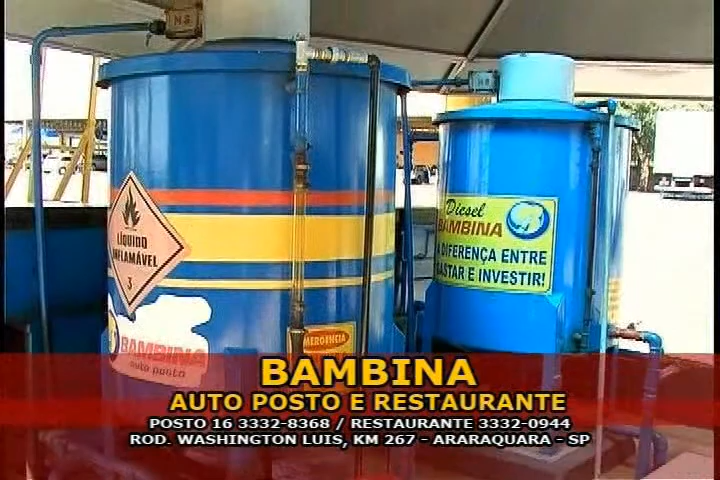 N.S.
LÍQUIDO
INFLAMÁVEL
3
BAMBINA
auto posto
EMERGÊNCIA
Diesel
BAMBINA
A DIFERENÇA ENTRE
GASTAR E INVESTIR!
BAMBINA
AUTO POSTO E RESTAURANTE
POSTO 16 3332-8368 / RESTAURANTE 3332-0944
ROD. WASHINGTON LUIS, KM 267 - ARARAQUARA - SP